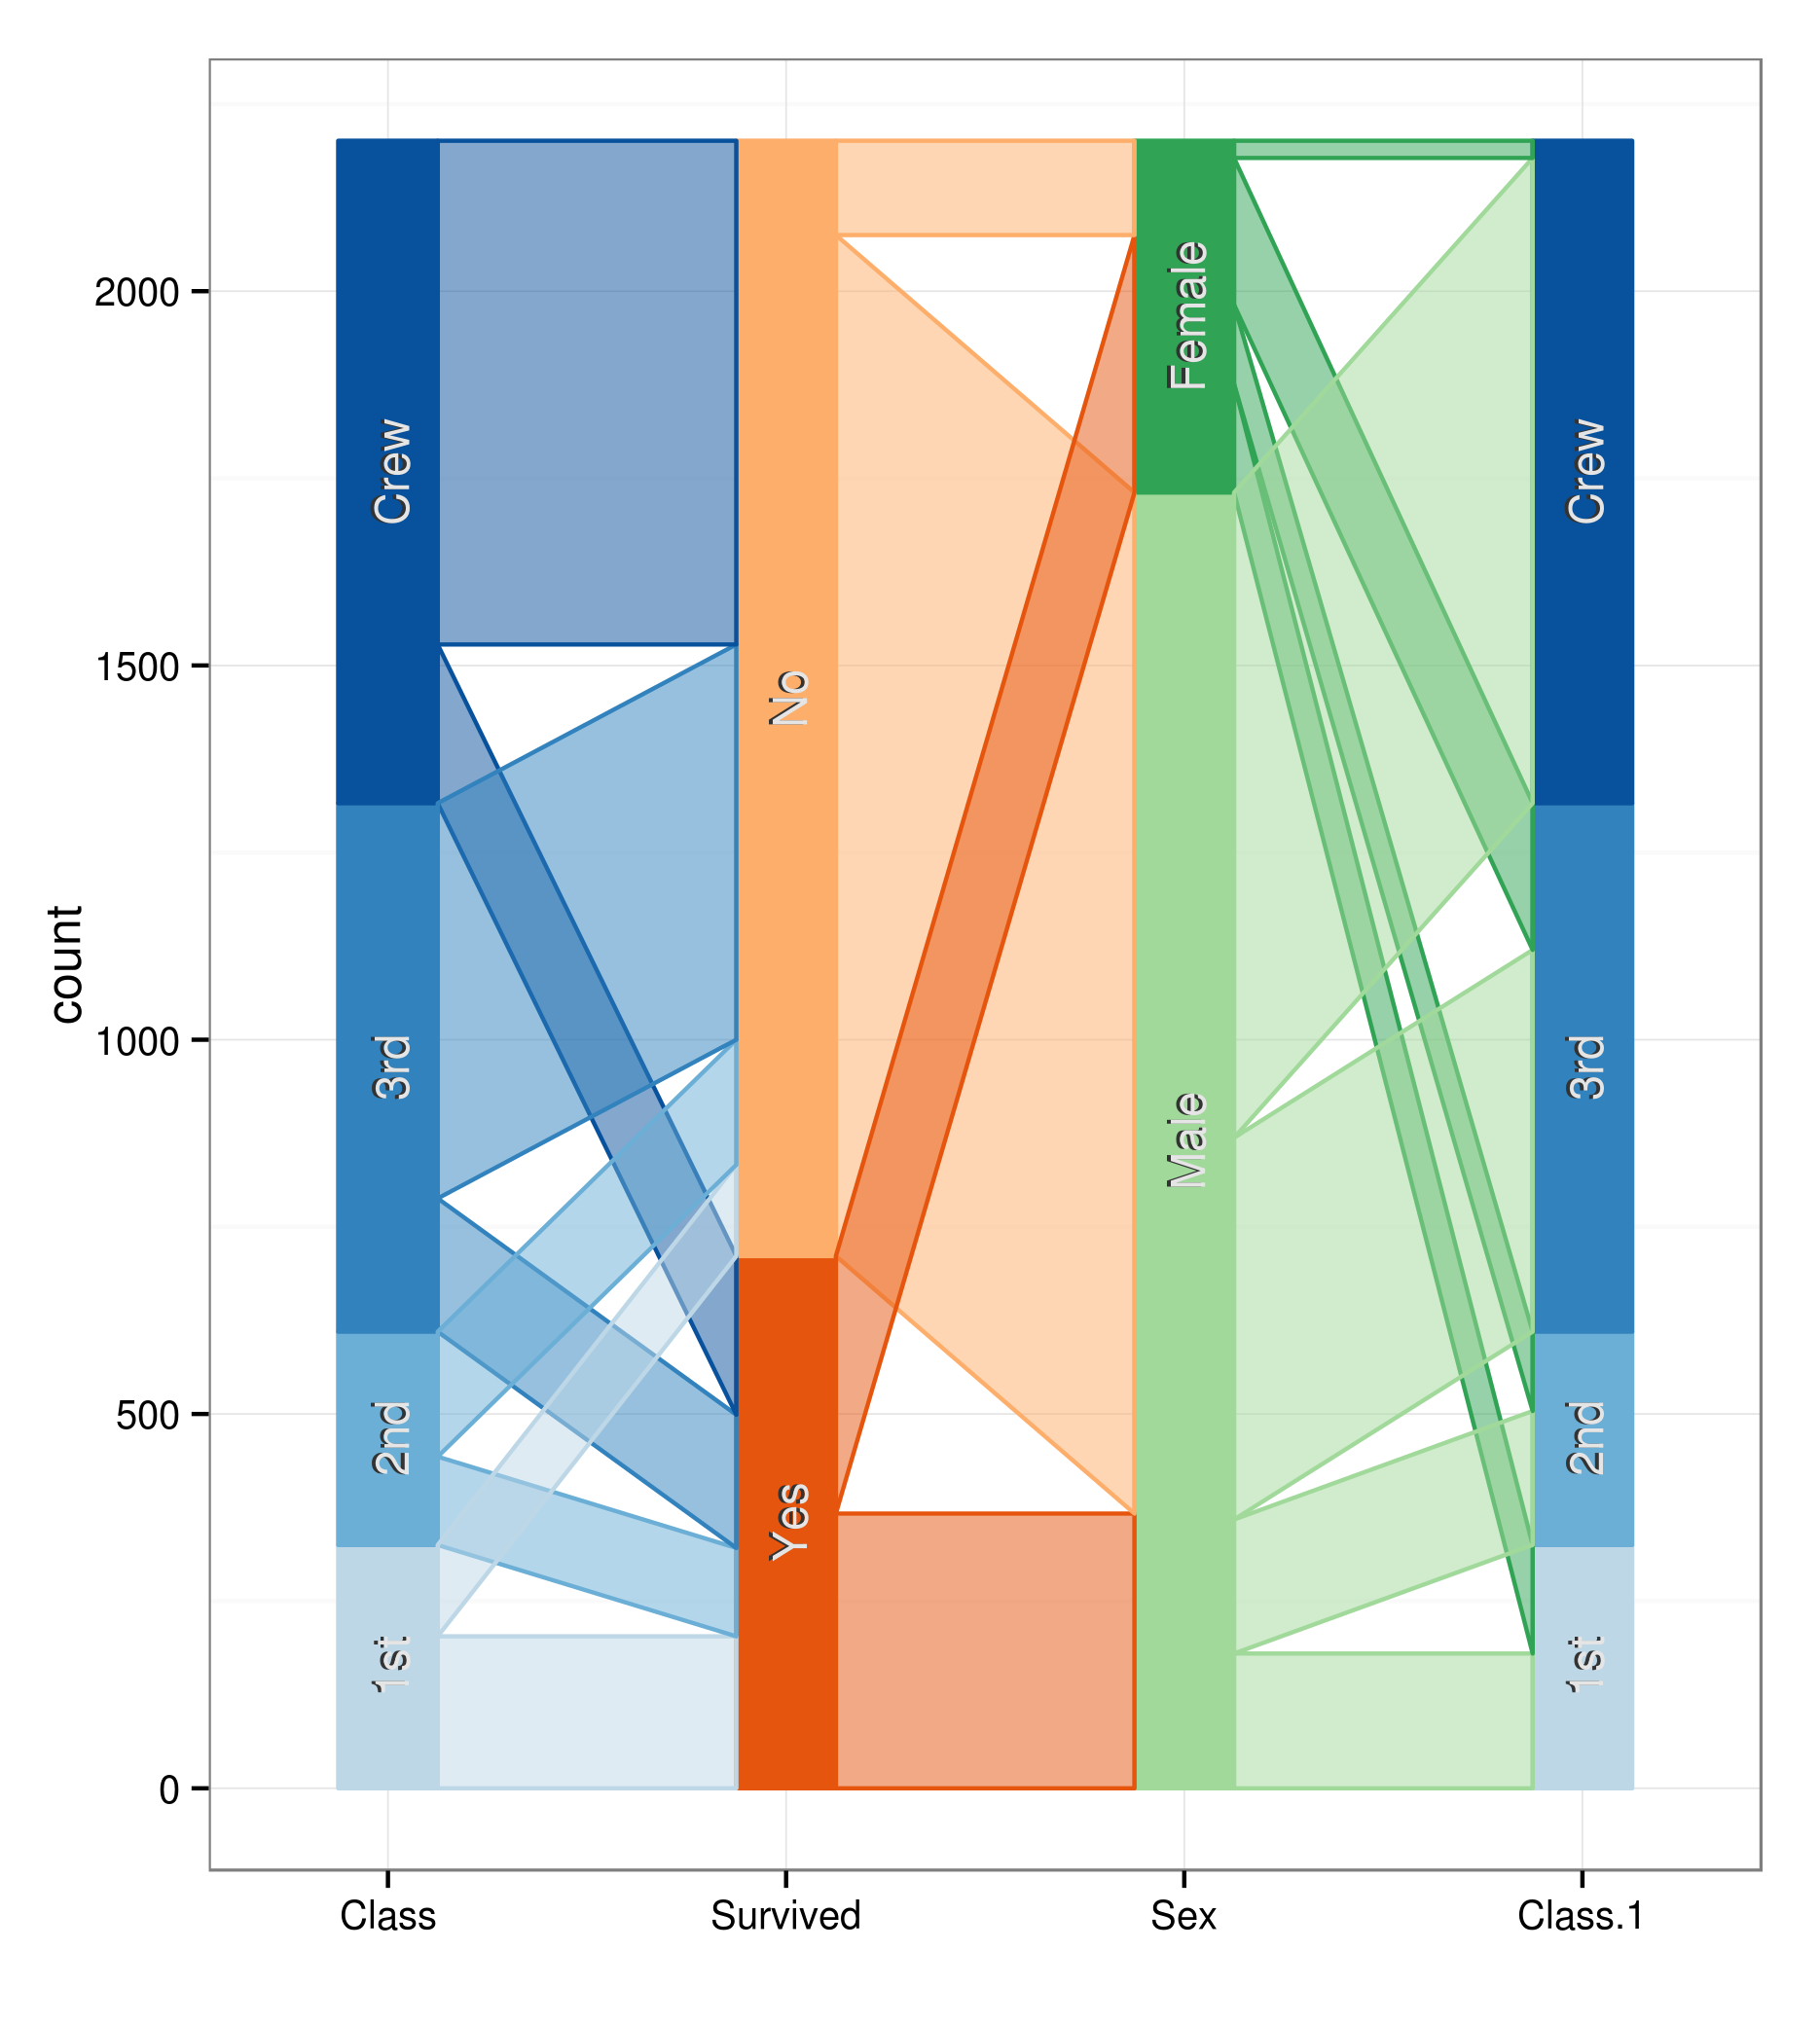 count
2000
1500
1000
500
0
Crew
3rd
2nd
1st
No
Yes
Female
Male
Crew
3rd
2nd
1st
Class Survived Sex Class.1